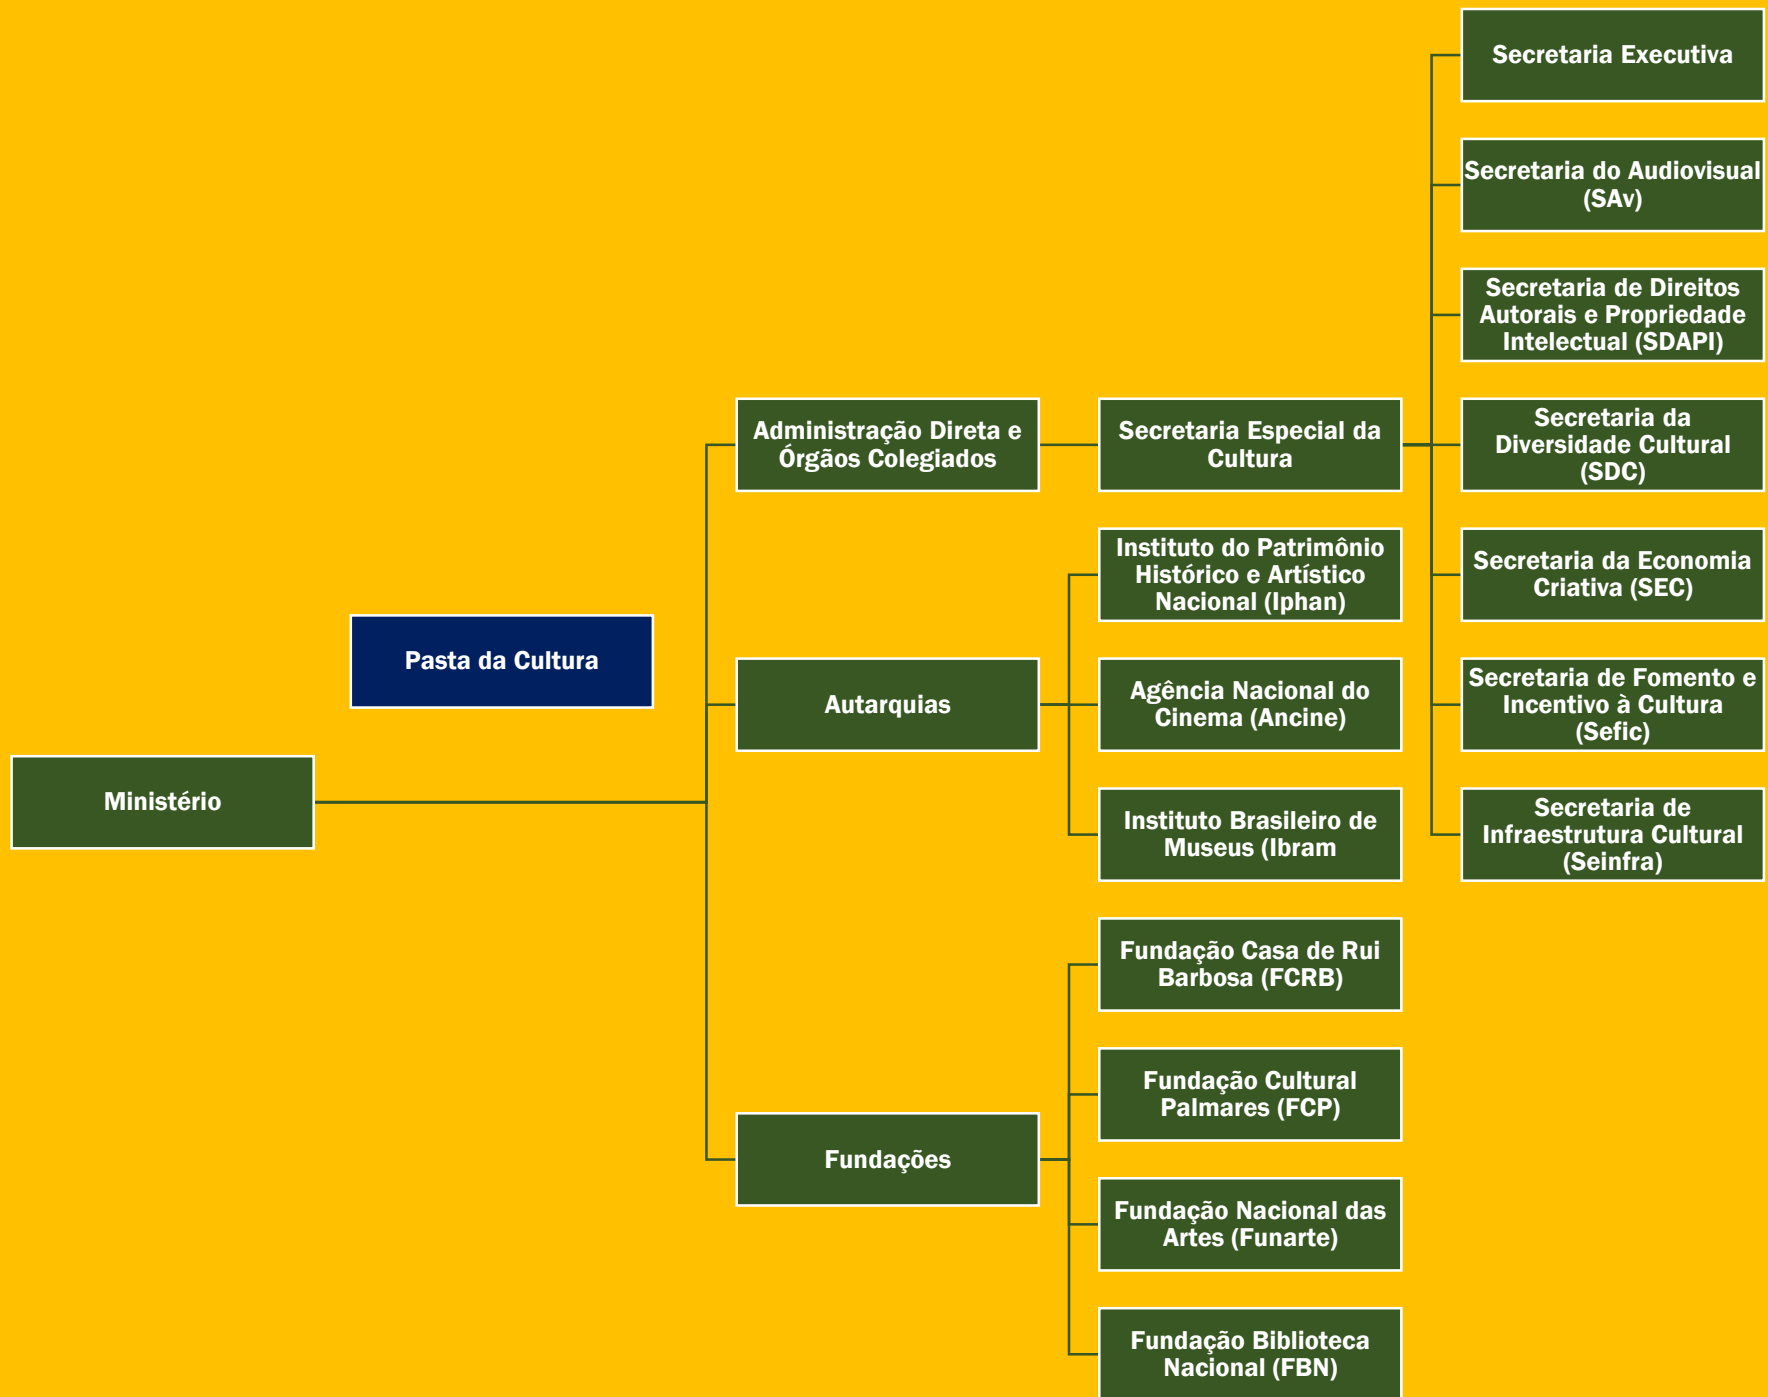 Ministério
Pasta da Cultura
Administração Direta e
Órgãos Colegiados
Secretaria Especial da
Cultura
Secretaria Executiva
Secretaria do Audiovisual
(SAv)
Secretaria de Direitos
Autorais e Propriedade
Intelectual (SDAPI)
Secretaria da
Diversidade Cultural
(SDC)
Secretaria da Economia
Criativa (SEC)
Secretaria de Fomento e
Incentivo à Cultura
(Sefic)
Secretaria de
Infraestrutura Cultural
(Seinfra)
Autarquias
Instituto do Patrimônio
Histórico e Artístico
Nacional (Iphan)
Agência Nacional do
Cinema (Ancine)
Instituto Brasileiro de
Museus (Ibram
Fundações
Fundação Casa de Rui
Barbosa (FCRB)
Fundação Cultural
Palmares (FCP)
Fundação Nacional das
Artes (Funarte)
Fundação Biblioteca
Nacional (FBN)